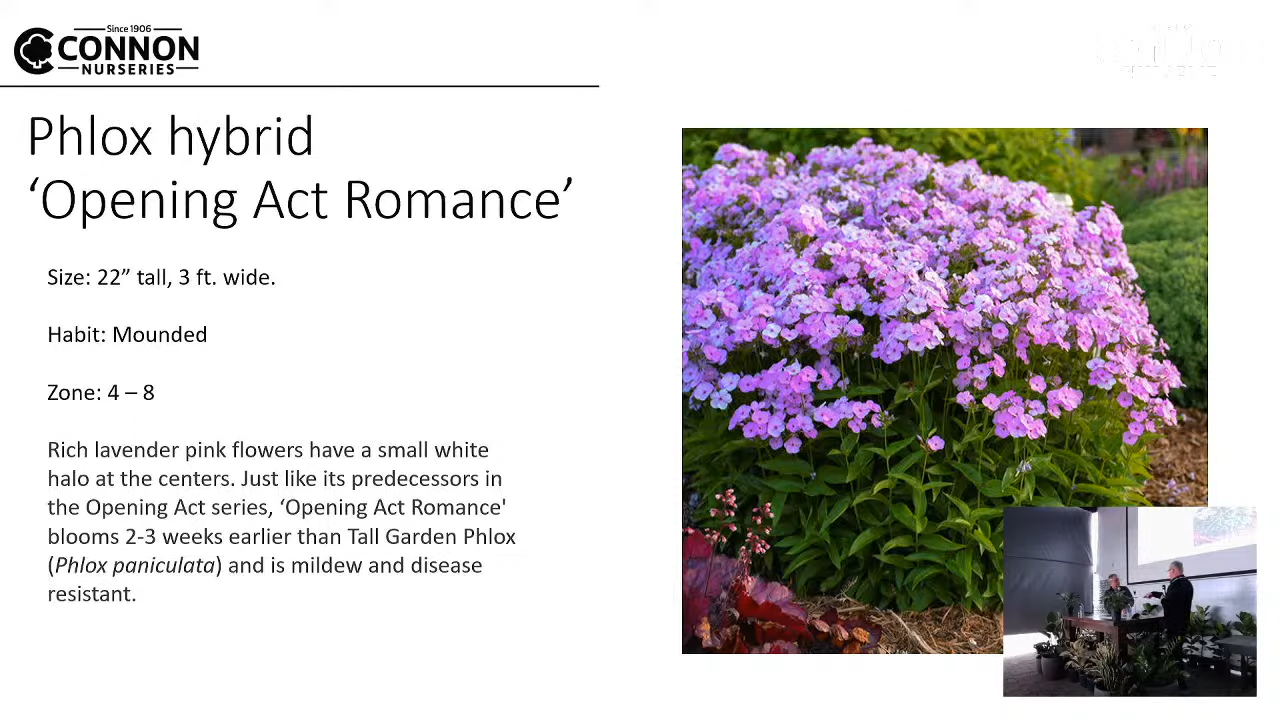 Since 1906
CONNON
NURSERIES
Phlox hybrid
‘Opening Act Romance’
Size: 22” tall, 3 ft. wide.
Habit: Mounded
Zone: 4 – 8
Rich lavender pink flowers have a small white
halo at the centers. Just like its predecessors in
the Opening Act series, ‘Opening Act Romance'
blooms 2-3 weeks earlier than Tall Garden Phlox
(Phlox paniculata) and is mildew and disease
resistant.